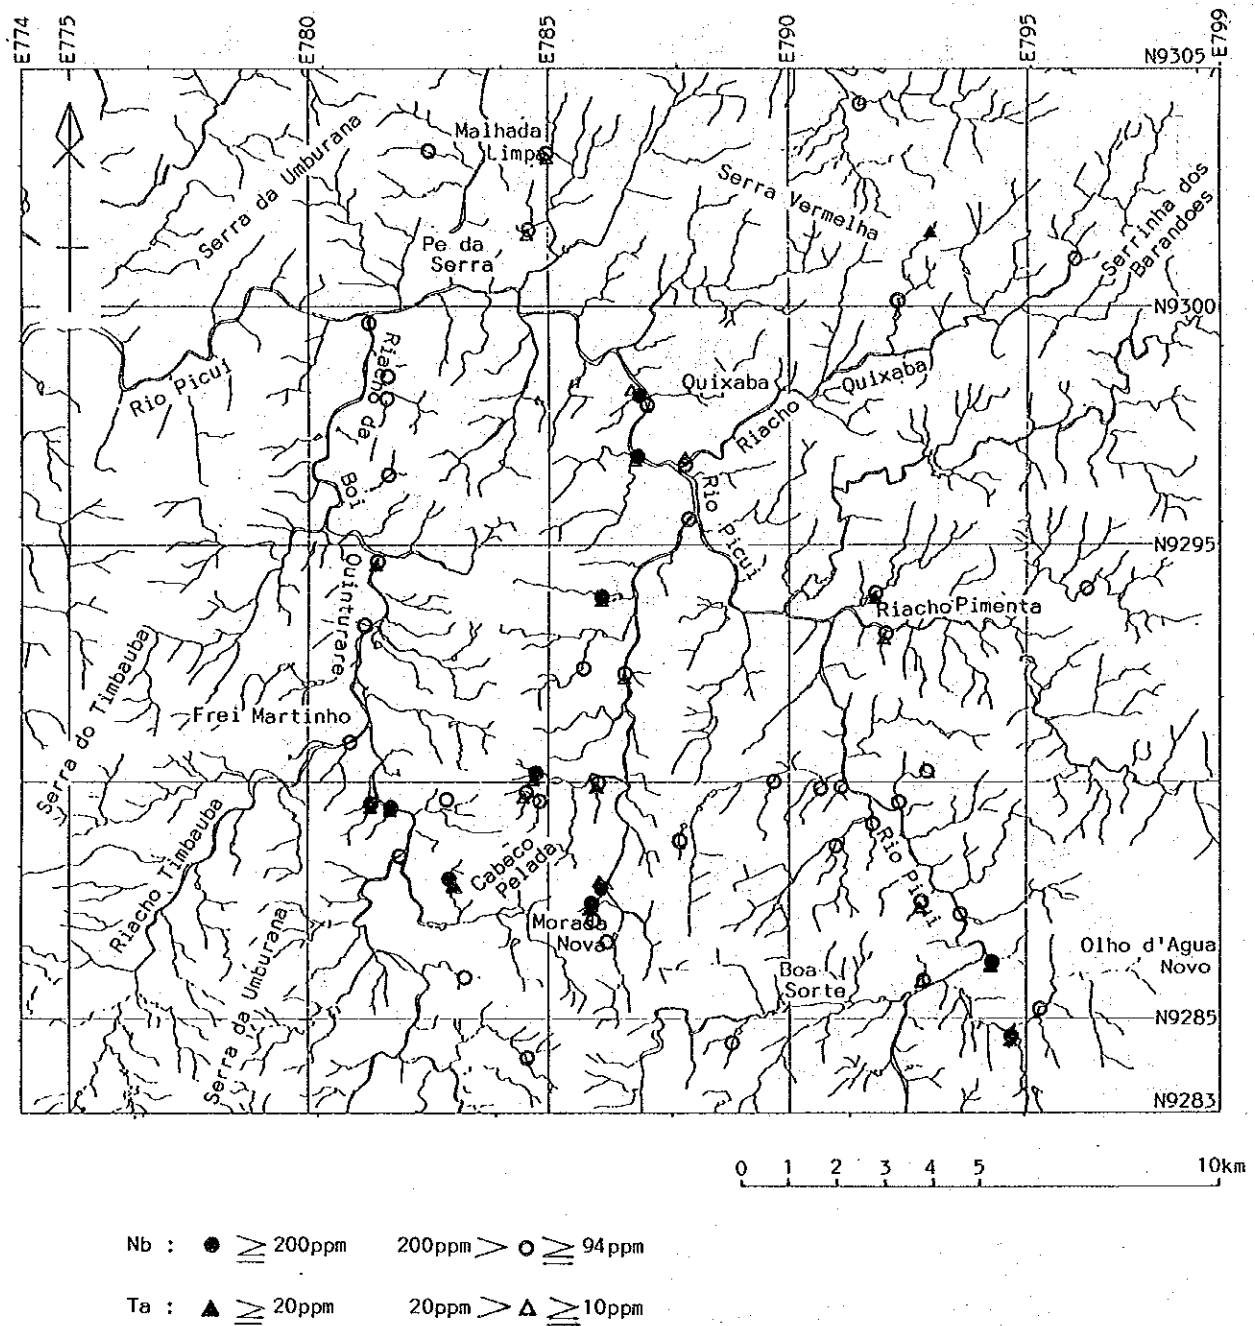 E774
E775
E780
E785
E790
E795
E799
N9305
Malhada
Limpa
Serra da Umburana
Serra Vermelha
Serrinha dos
Barandoes
Pe da
Serra
N9300
Rio Picui
Riacho da
Boi
Quixaba
Riacho
Quixaba
Rio Picui
N9295
Quinturare
Riacho Pimenta
Serra do Timbauba
Frei Martinho
Riacho Timbauba
Cabeco
Pelada
Rio Picui
Serra da Umburana
Morada
Nova
Boa
Sorte
Olho d'Agua
Novo
N9285
N9283
0 1 2 3 4 5 10km
Nb : ● ≧ 200ppm 200ppm > ○ ≧ 94ppm
Ta : ▲ ≧ 20ppm 20ppm > △ ≧ 10ppm